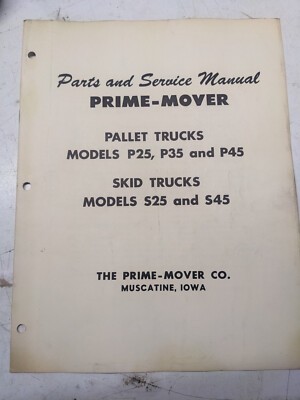 Parts and Service Manual
PRIME-MOVER
PALLET TRUCKS
MODELS P25, P35 and P45
SKID TRUCKS
MODELS S25 and S45
THE PRIME-MOVER CO.
MUSCATINE, IOWA